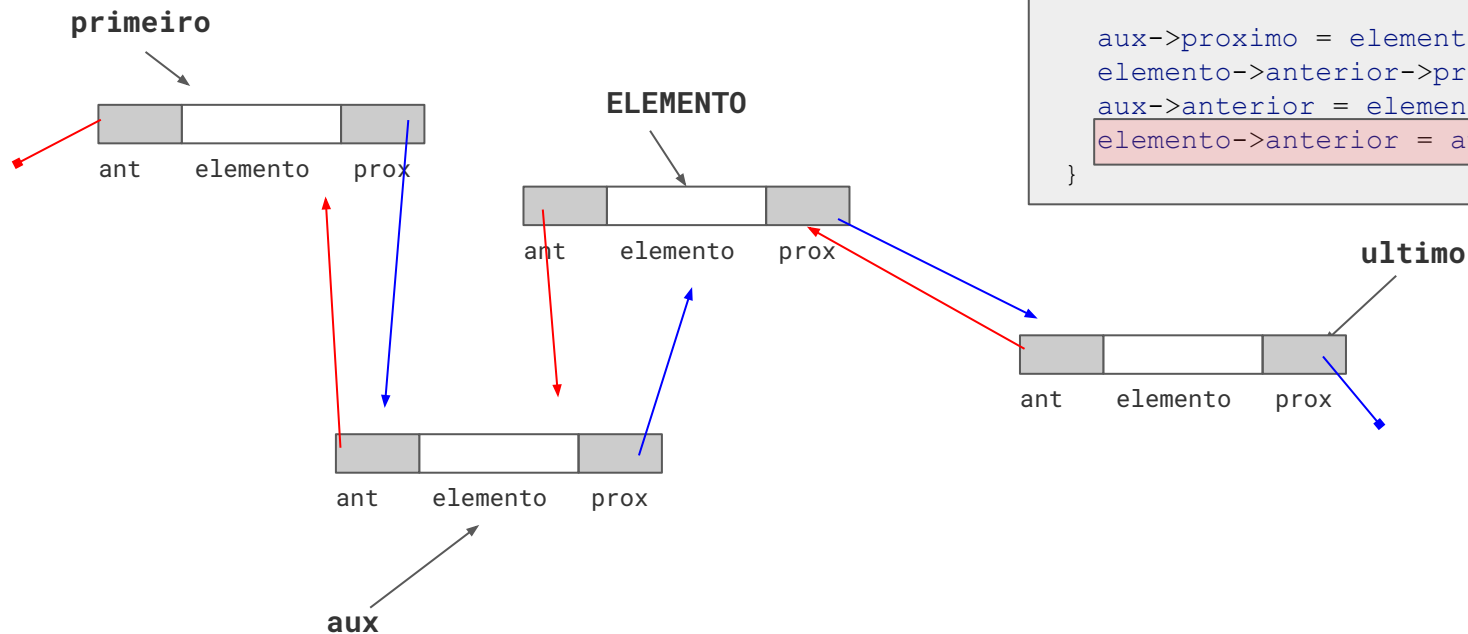 primeiro
ant elemento prox
ELEMENTO
ant elemento prox
aux->proximo = element
elemento->anterior->pr
aux->anterior = elemen
elemento->anterior = a
}
ultimo
ant elemento prox
ant elemento prox
aux